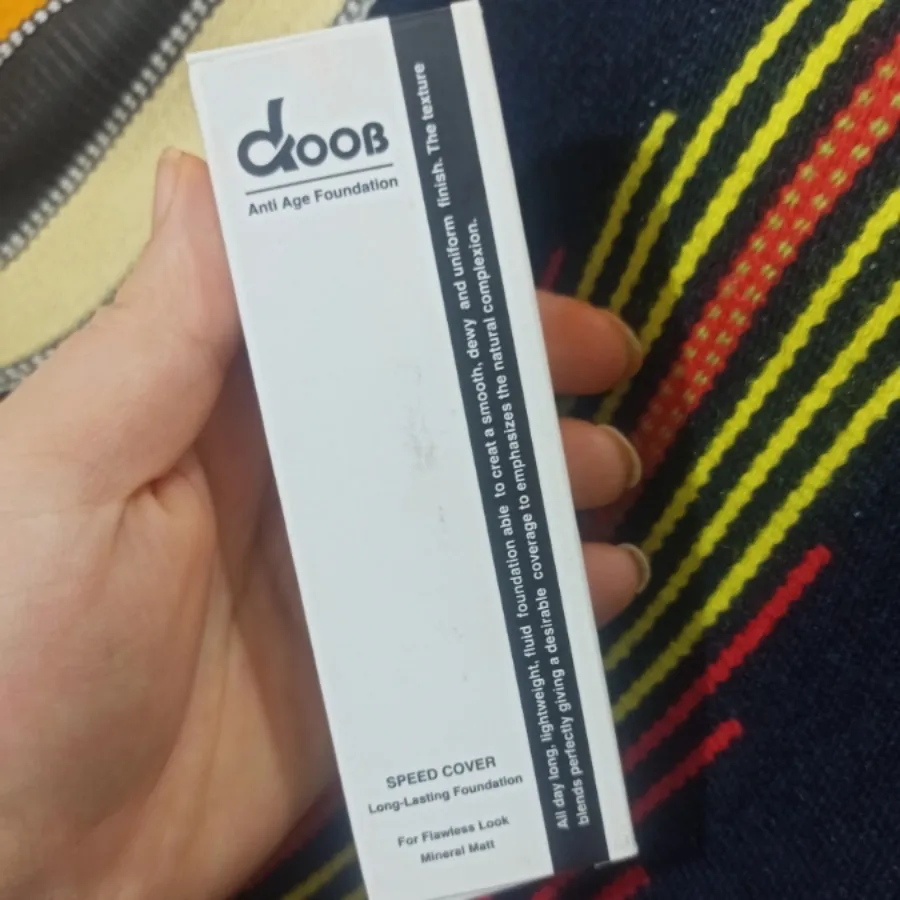 dooB
Anti Age Foundation
SPEED COVER
Long-Lasting Foundation
For Flawless Look
Mineral Matt
All day long, lightweight, fluid foundation able to creat a smooth, dewy and uniform finish. The texture
blends perfectly giving a desirable coverage to emphasizes the natural complexion.